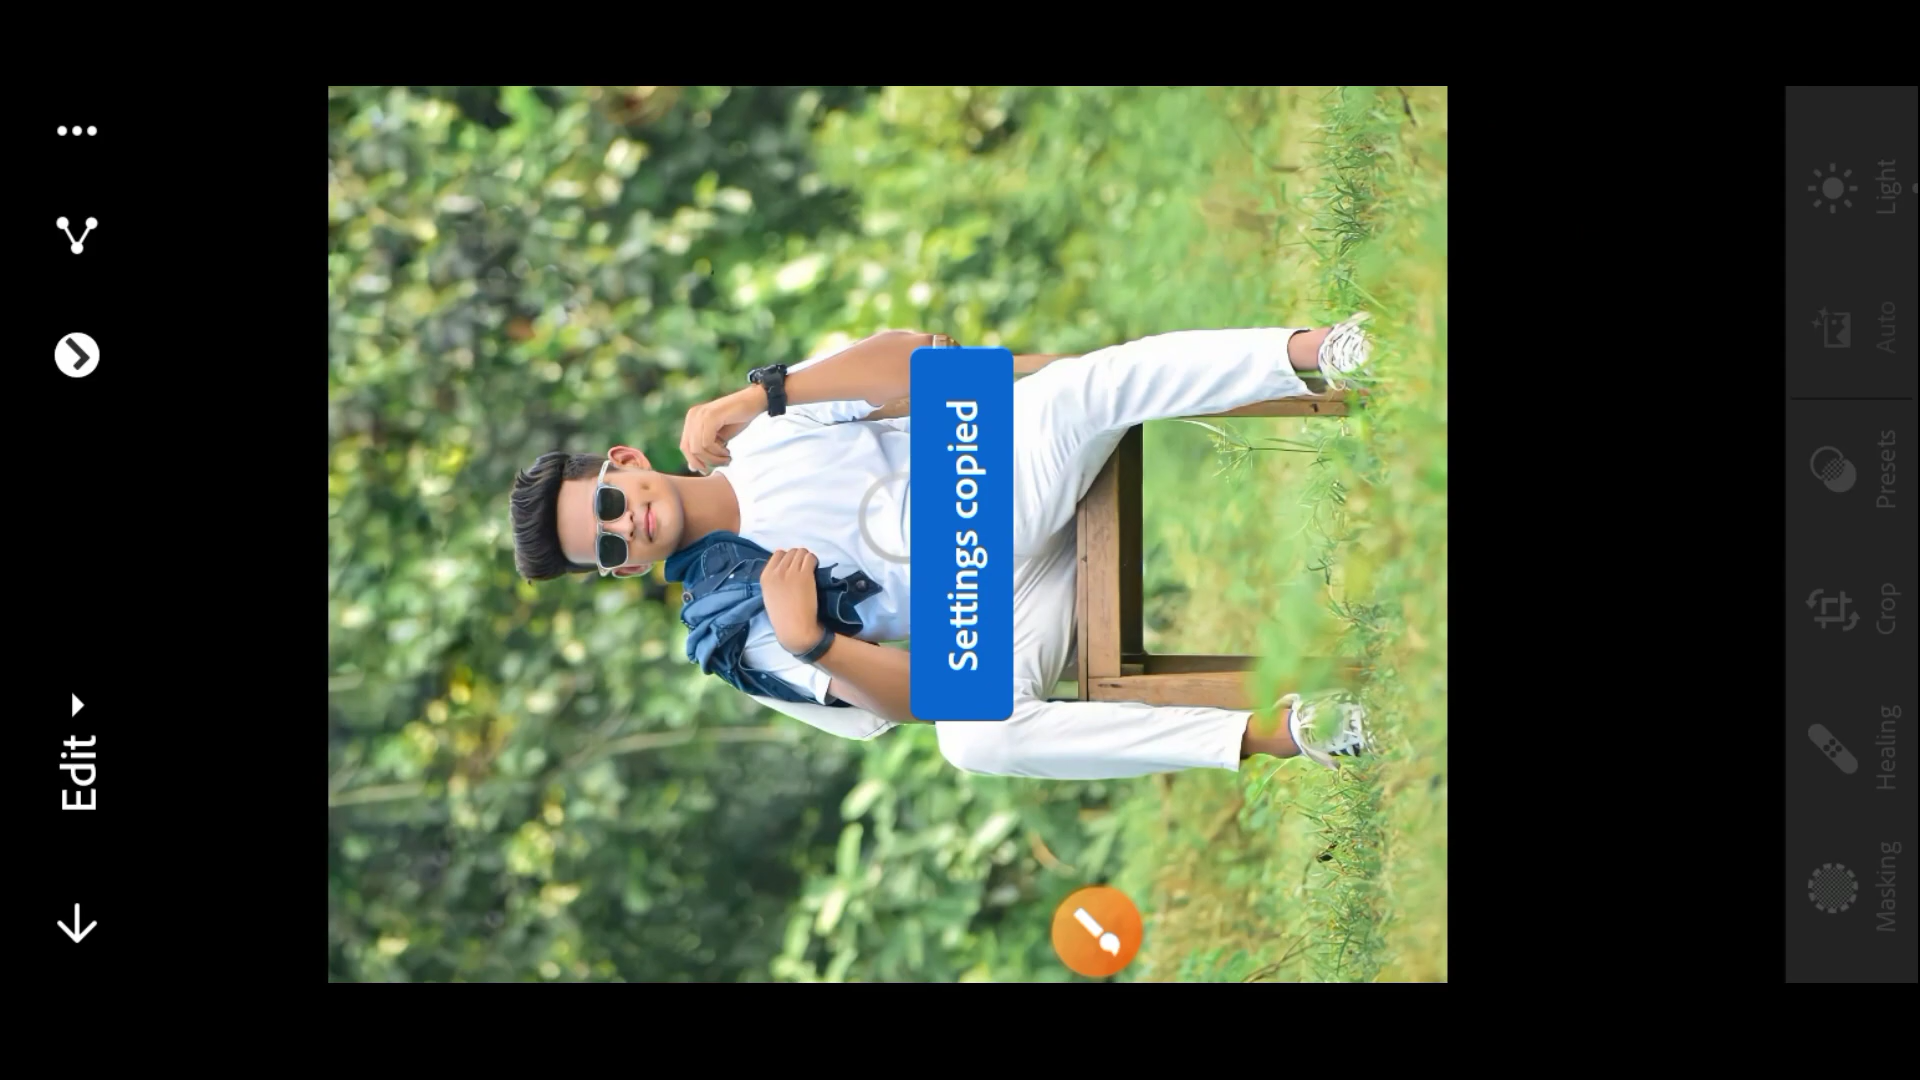 Edit
Settings copied
Masking
Healing
Crop
Presets
Auto
Light